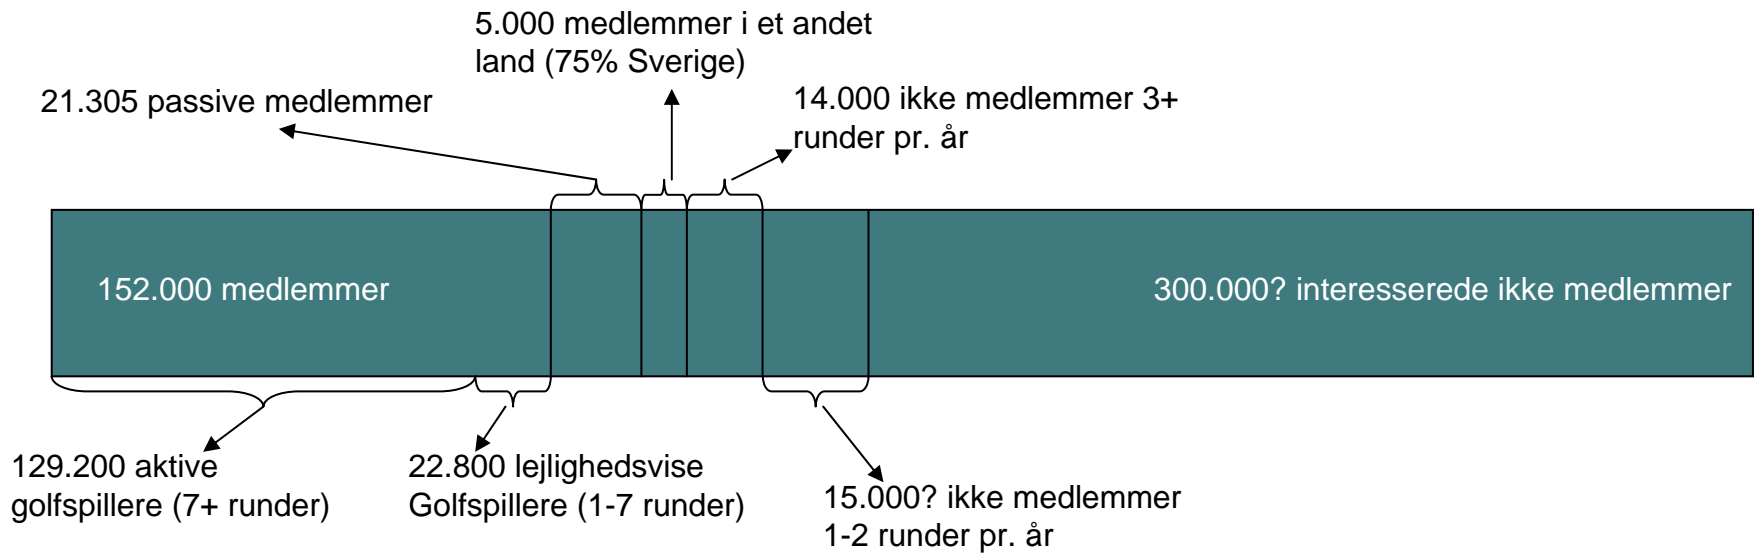 5.000 medlemmer i et andet
land (75% Sverige)
21.305 passive medlemmer
14.000 ikke medlemmer 3+
runder pr. år
152.000 medlemmer
300.000? interesserede ikke medlemmer
129.200 aktive
golfspillere (7+ runder)
22.800 lejlighedsvise
Golfspillere (1-7 runder)
15.000? ikke medlemmer
1-2 runder pr. år